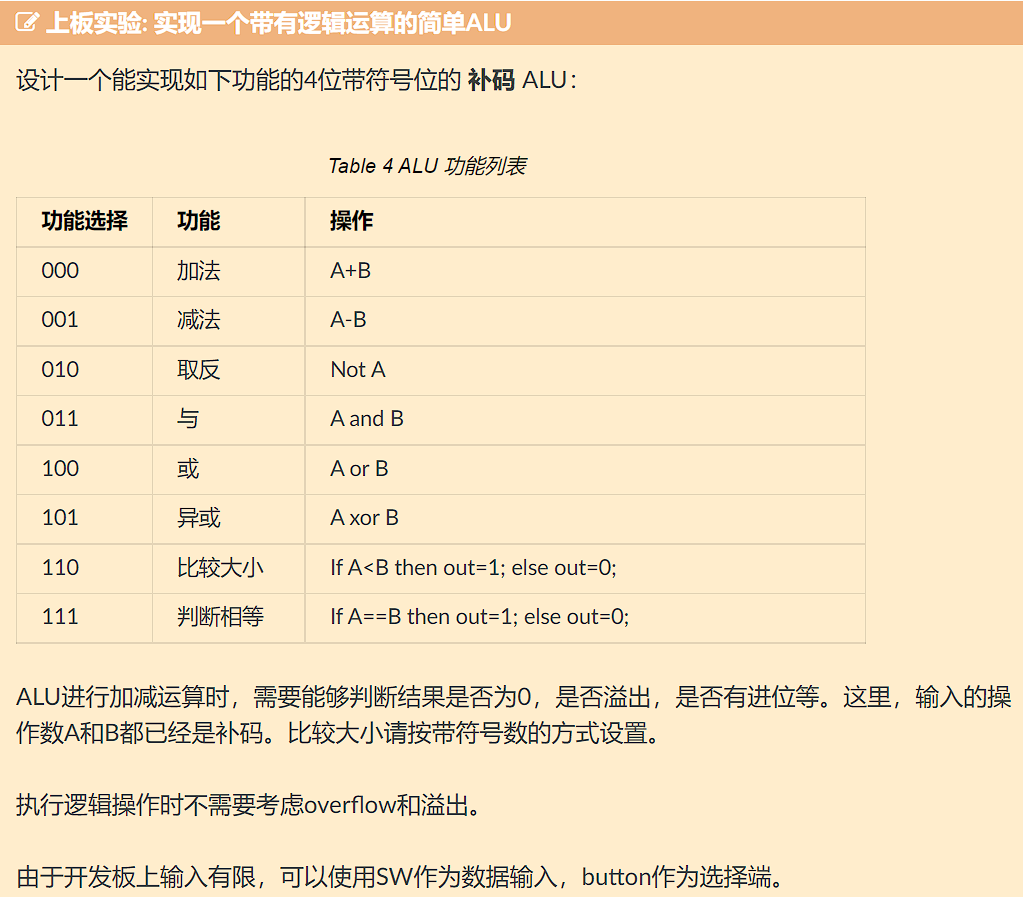 上板实验: 实现一个带有逻辑运算的简单ALU
设计一个能实现如下功能的4位带符号位的 补码 ALU：
Table 4 ALU 功能列表
功能选择 功能 操作
000 加法 A+B
001 减法 A-B
010 取反 Not A
011 与 A and B
100 或 A or B
101 异或 A xor B
110 比较大小 If A<B then out=1; else out=0;
111 判断相等 If A==B then out=1; else out=0;
ALU进行加减运算时，需要能够判断结果是否为0，是否溢出，是否有进位等。这里，输入的操
作数A和B都已经是补码。比较大小请按带符号数的方式设置。
执行逻辑操作时不需要考虑overflow和溢出。
由于开发板上输入有限，可以使用SW作为数据输入，button作为选择端。